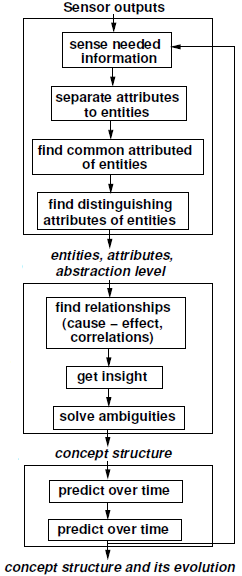 Sensor outputs
sense needed
information
separate attributes
to entities
find common attributed
of entities
find distinguishing
attributes of entities
entities, attributes,
abstraction level
find relationships
(cause – effect,
correlations)
get insight
solve ambiguities
concept structure
predict over time
predict over time
concept structure and its evolution